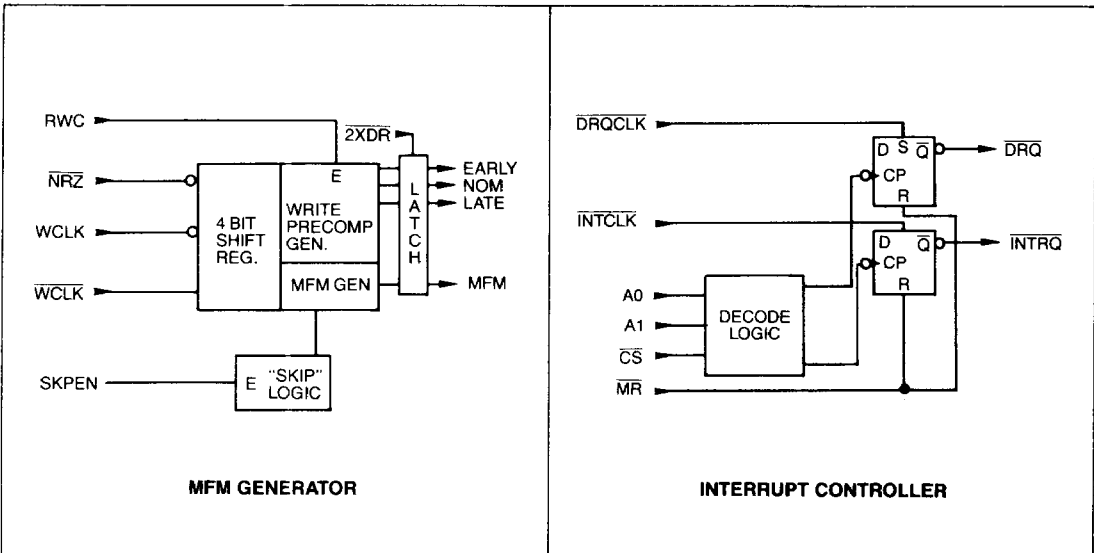 RWC
2XDR
EARLY
NOM
LATE
NRZ
WCLK
WCLK
4 BIT
SHIFT
REG.
E
WRITE
PRECOMP
GEN.
MFM GEN
LATCH
MFM
SKPEN
E "SKIP"
LOGIC
MFM GENERATOR
DRQCLK
D S Q
CP
R
DRQ
INTCLK
D Q
CP
R
INTRQ
A0
A1
CS
MR
DECODE
LOGIC
INTERRUPT CONTROLLER